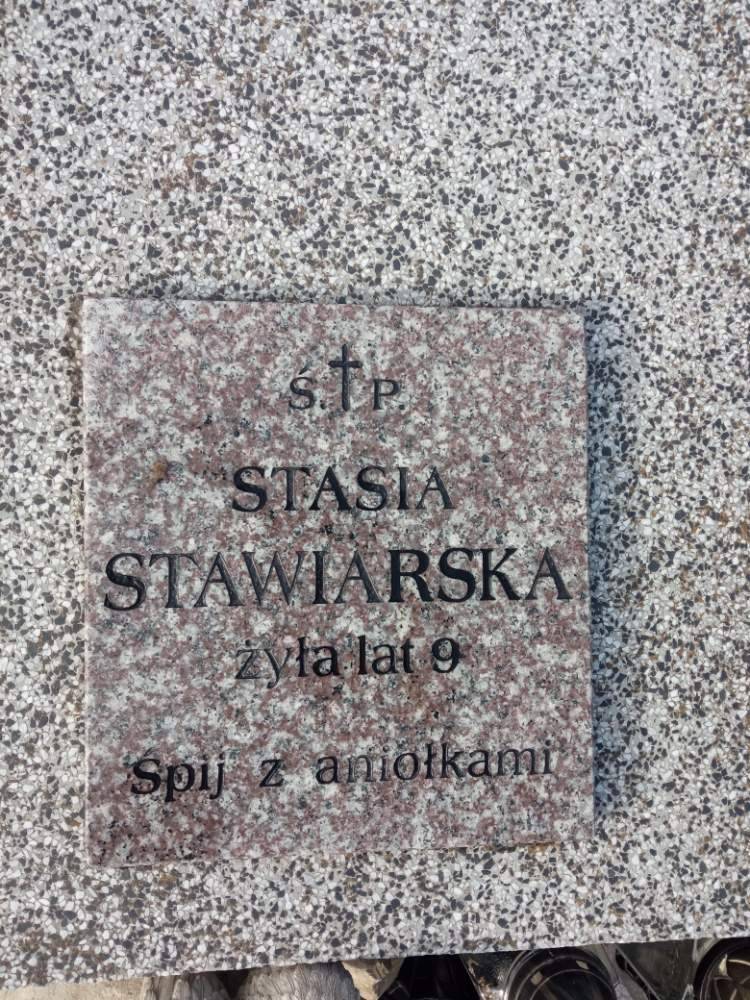 Ś. † P.
STASIA
STAWIARSKA
żyła lat 9
Śpij z aniołkami